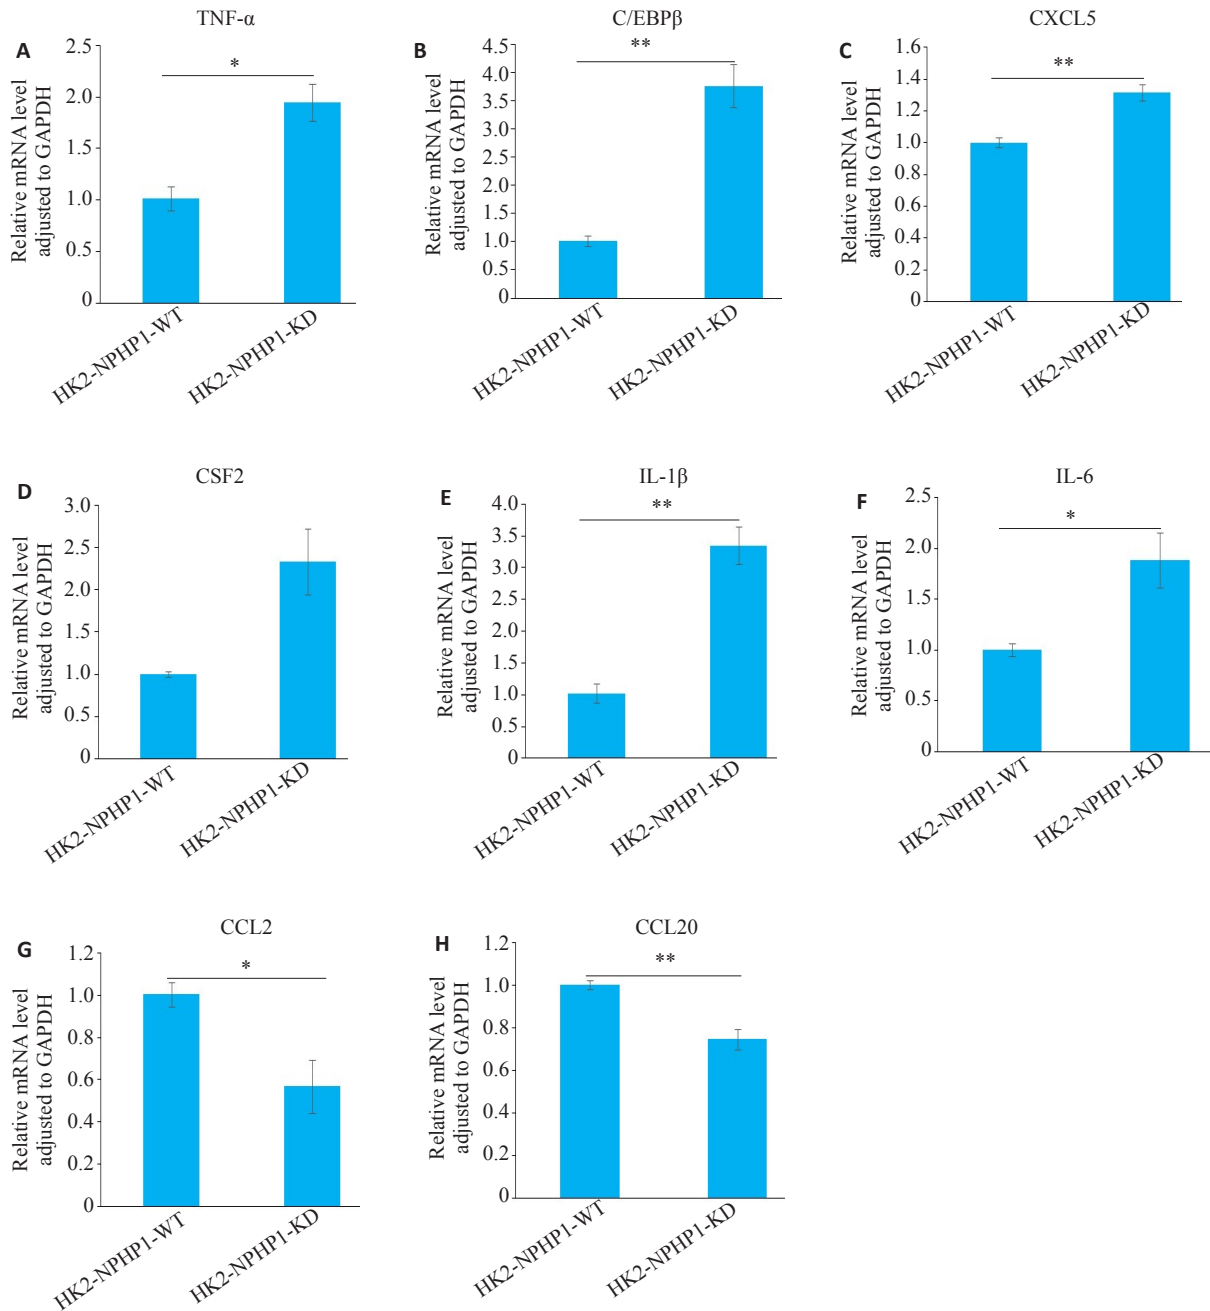 A
TNF-α
Relative mRNA level
adjusted to GAPDH
2.5
2.0
1.5
1.0
0.5
0
*
HK2-NPHP1-WT
HK2-NPHP1-KD
B
C/EBPβ
Relative mRNA level
adjusted to GAPDH
4.5
4.0
3.5
3.0
2.5
2.0
1.5
1.0
0.5
0
**
HK2-NPHP1-WT
HK2-NPHP1-KD
C
CXCL5
Relative mRNA level
adjusted to GAPDH
1.6
1.4
1.2
1.0
0.8
0.6
0.4
0.2
0
**
HK2-NPHP1-WT
HK2-NPHP1-KD
D
CSF2
Relative mRNA level
adjusted to GAPDH
3.0
2.5
2.0
1.5
1.0
0.5
0
HK2-NPHP1-WT
HK2-NPHP1-KD
E
IL-1β
Relative mRNA level
adjusted to GAPDH
4.0
3.5
3.0
2.5
2.0
1.5
1.0
0.5
0
**
HK2-NPHP1-WT
HK2-NPHP1-KD
F
IL-6
Relative mRNA level
adjusted to GAPDH
2.5
2.0
1.5
1.0
0.5
0
*
HK2-NPHP1-WT
HK2-NPHP1-KD
G
CCL2
Relative mRNA level
adjusted to GAPDH
1.2
1.0
0.8
0.6
0.4
0.2
0
*
HK2-NPHP1-WT
HK2-NPHP1-KD
H
CCL20
Relative mRNA level
adjusted to GAPDH
1.2
1.0
0.8
0.6
0.4
0.2
0
**
HK2-NPHP1-WT
HK2-NPHP1-KD